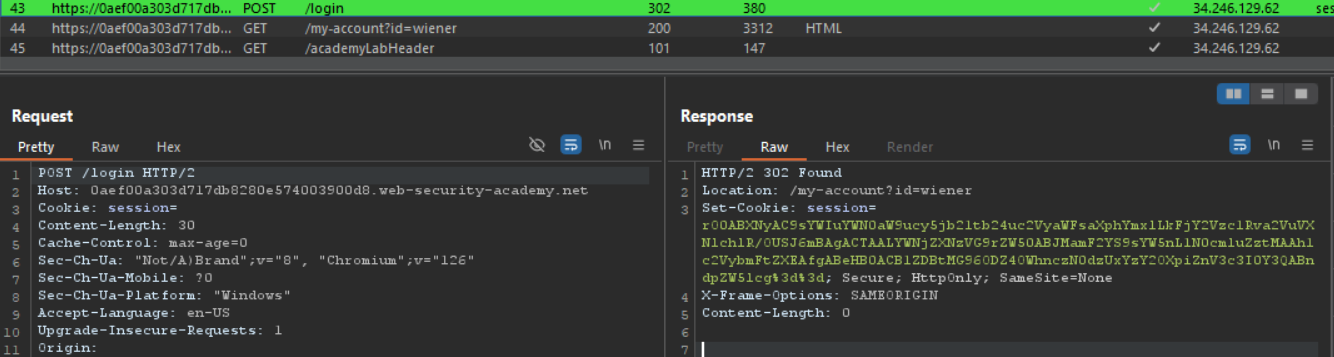 43 https://0aef00a303d717db... POST /login 302 380 ✓ 34.246.129.62 ses
44 https://0aef00a303d717db... GET /my-account?id=wiener 200 3312 HTML ✓ 34.246.129.62
45 https://0aef00a303d717db... GET /academyLabHeader 101 147 ✓ 34.246.129.62
Request
Pretty Raw Hex \n
1 POST /login HTTP/2
2 Host: 0aef00a303d717db8280e574003900d8.web-security-academy.net
3 Cookie: session=
4 Content-Length: 30
5 Cache-Control: max-age=0
6 Sec-Ch-Ua: "Not/A)Brand";v="8", "Chromium";v="126"
7 Sec-Ch-Ua-Mobile: ?0
8 Sec-Ch-Ua-Platform: "Windows"
9 Accept-Language: en-US
10 Upgrade-Insecure-Requests: 1
11 Origin:
Response
Pretty Raw Hex Render \n
1 HTTP/2 302 Found
2 Location: /my-account?id=wiener
3 Set-Cookie: session=
; Secure; HttpOnly; SameSite=None
4 X-Frame-Options: SAMEORIGIN
5 Content-Length: 0
6
7